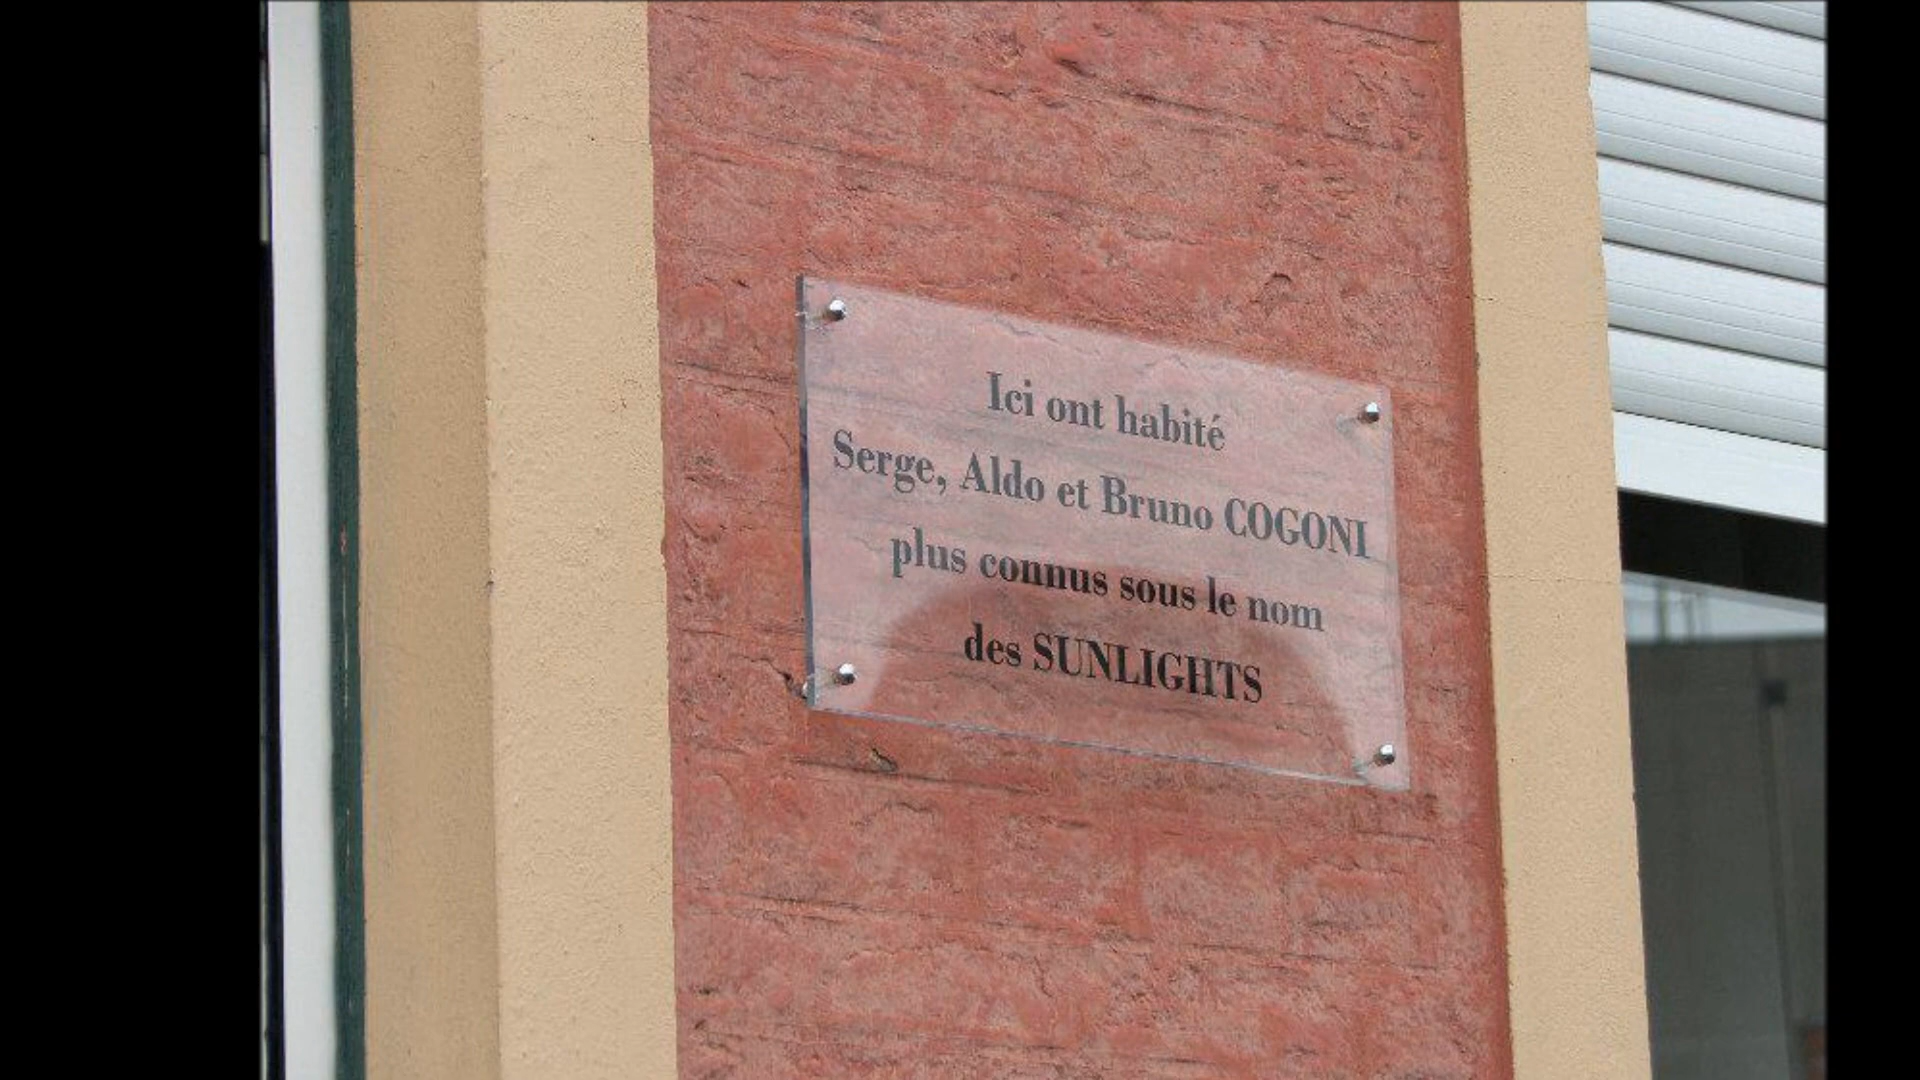 Ici ont habité
Serge, Aldo et Bruno COGONI
plus connus sous le nom
des SUNLIGHTS